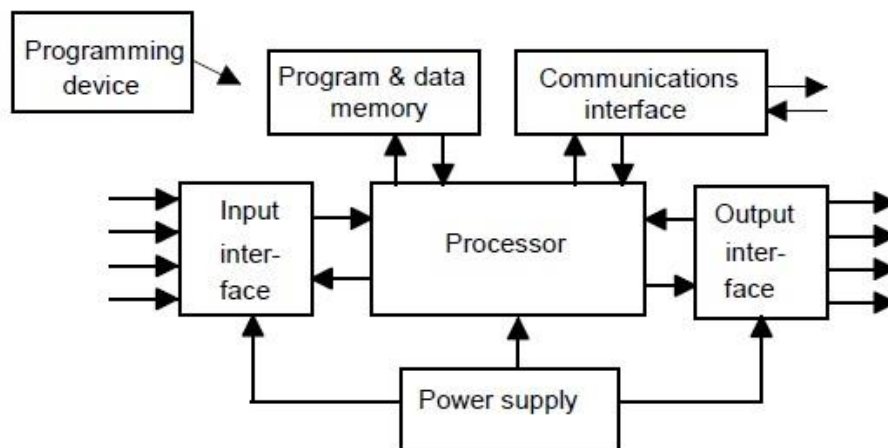 Programming
device
Program & data
memory
Communications
interface
Input
inter-
face
Processor
Output
inter-
face
Power supply